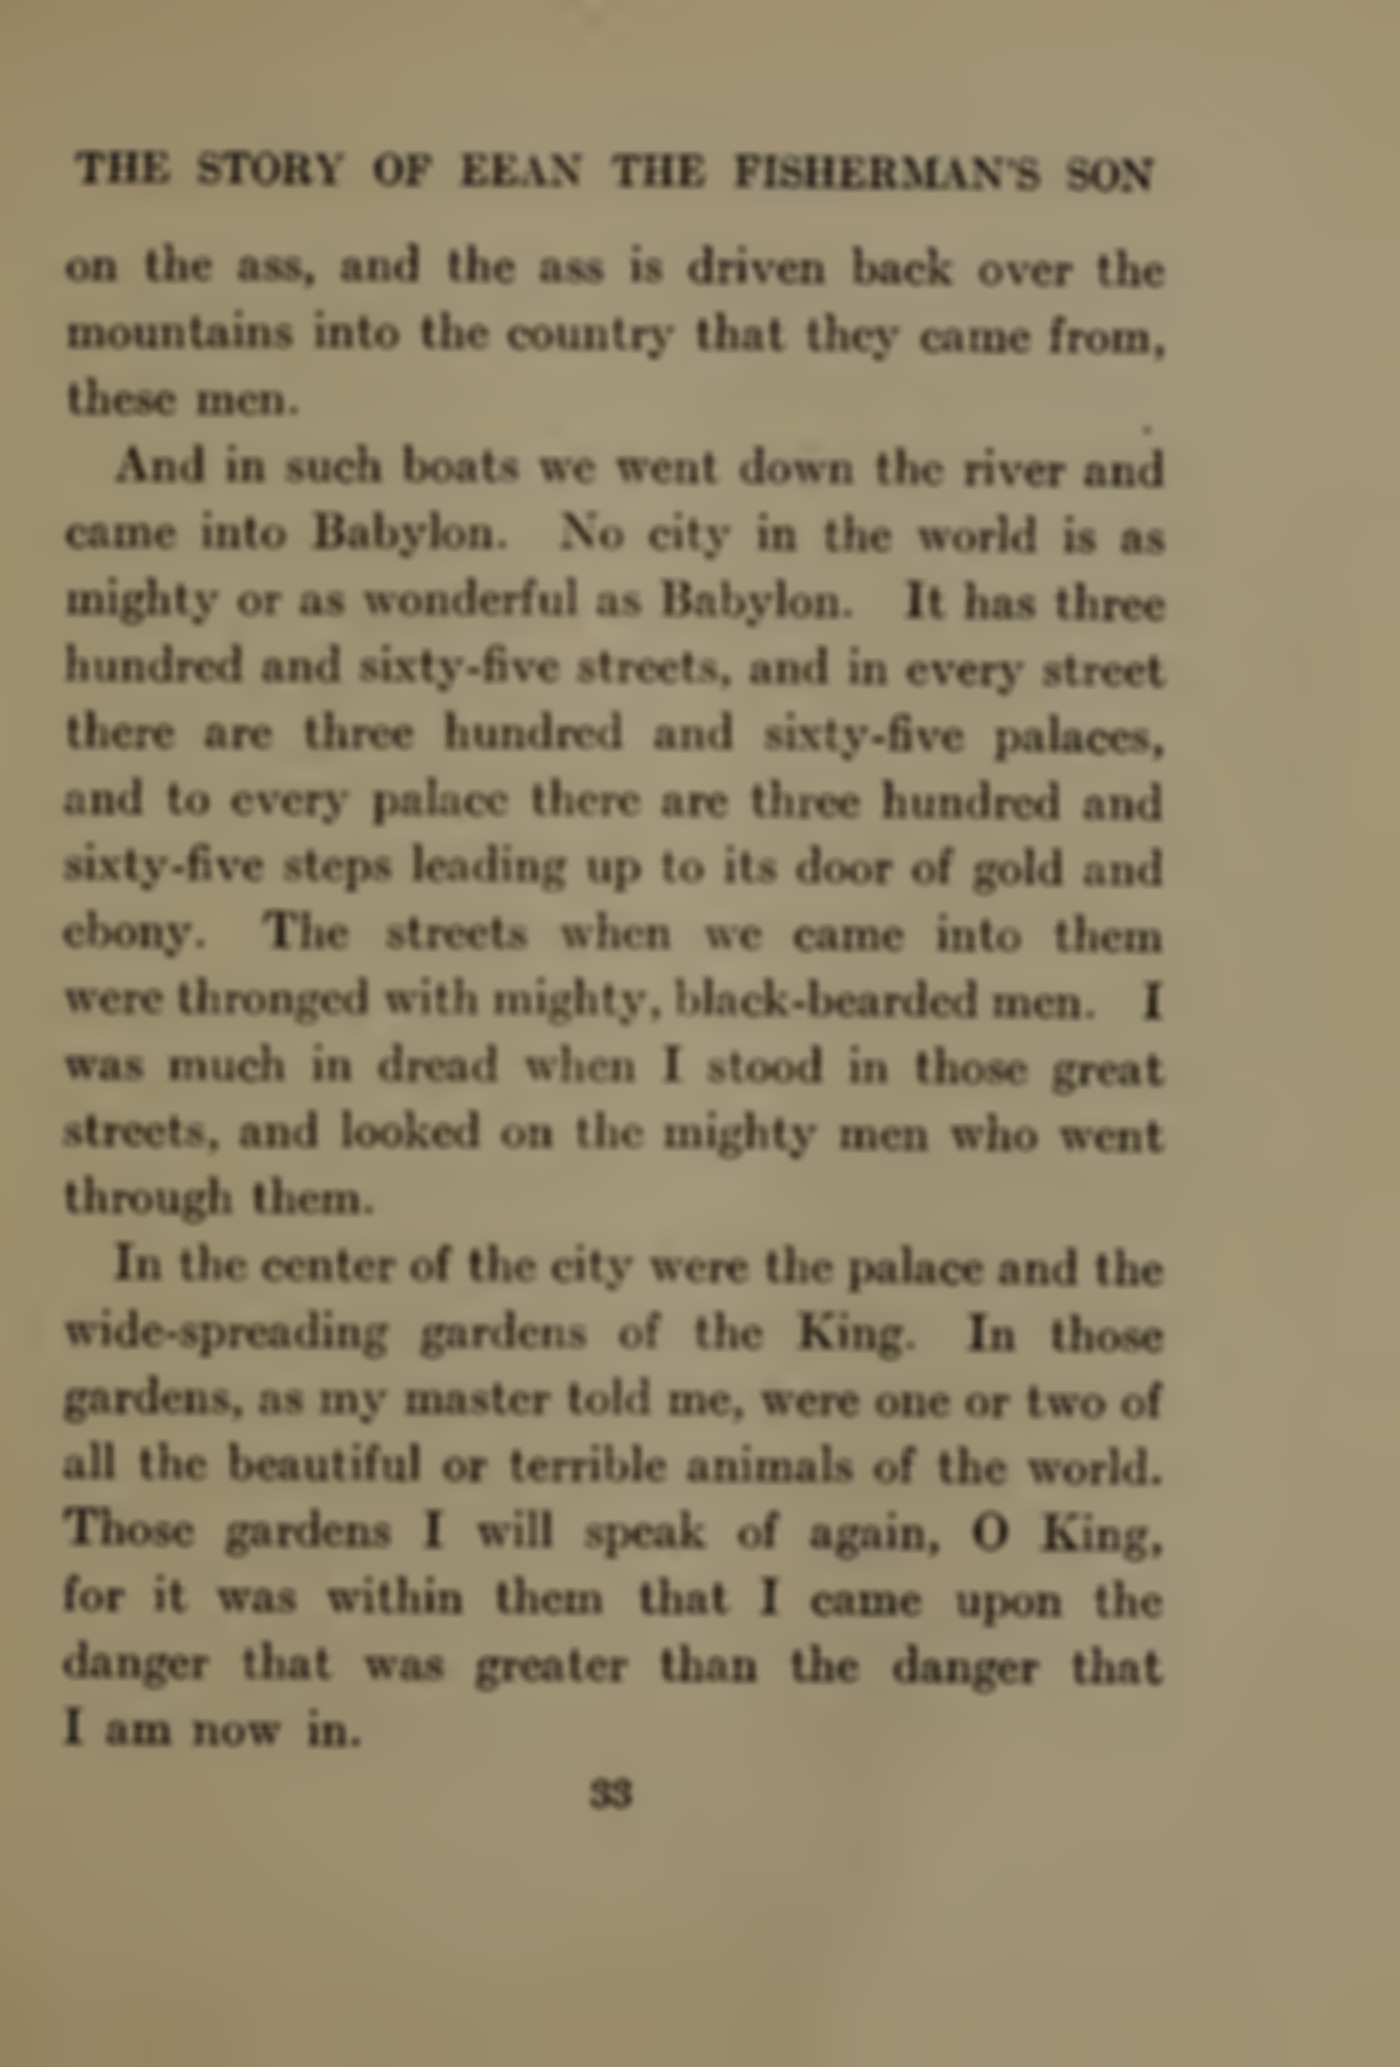 THE STORY OF EEAN THE FISHERMAN'S SON
on the ass, and the ass is driven back over the
mountains into the country that they came from,
these men.
And in such boats we went down the river and
came into Babylon. No city in the world is as
mighty or as wonderful as Babylon. It has three
hundred and sixty-five streets, and in every street
there are three hundred and sixty-five palaces,
and to every palace there are three hundred and
sixty-five steps leading up to its door of gold and
ebony. The streets when we came into them
were thronged with mighty, black-bearded men. I
was much in dread when I stood in those great
streets, and looked on the mighty men who went
through them.
In the center of the city were the palace and the
wide-spreading gardens of the King. In those
gardens, as my master told me, were one or two of
all the beautiful or terrible animals of the world.
Those gardens I will speak of again, O King,
for it was within them that I came upon the
danger that was greater than the danger that
I am now in.
33